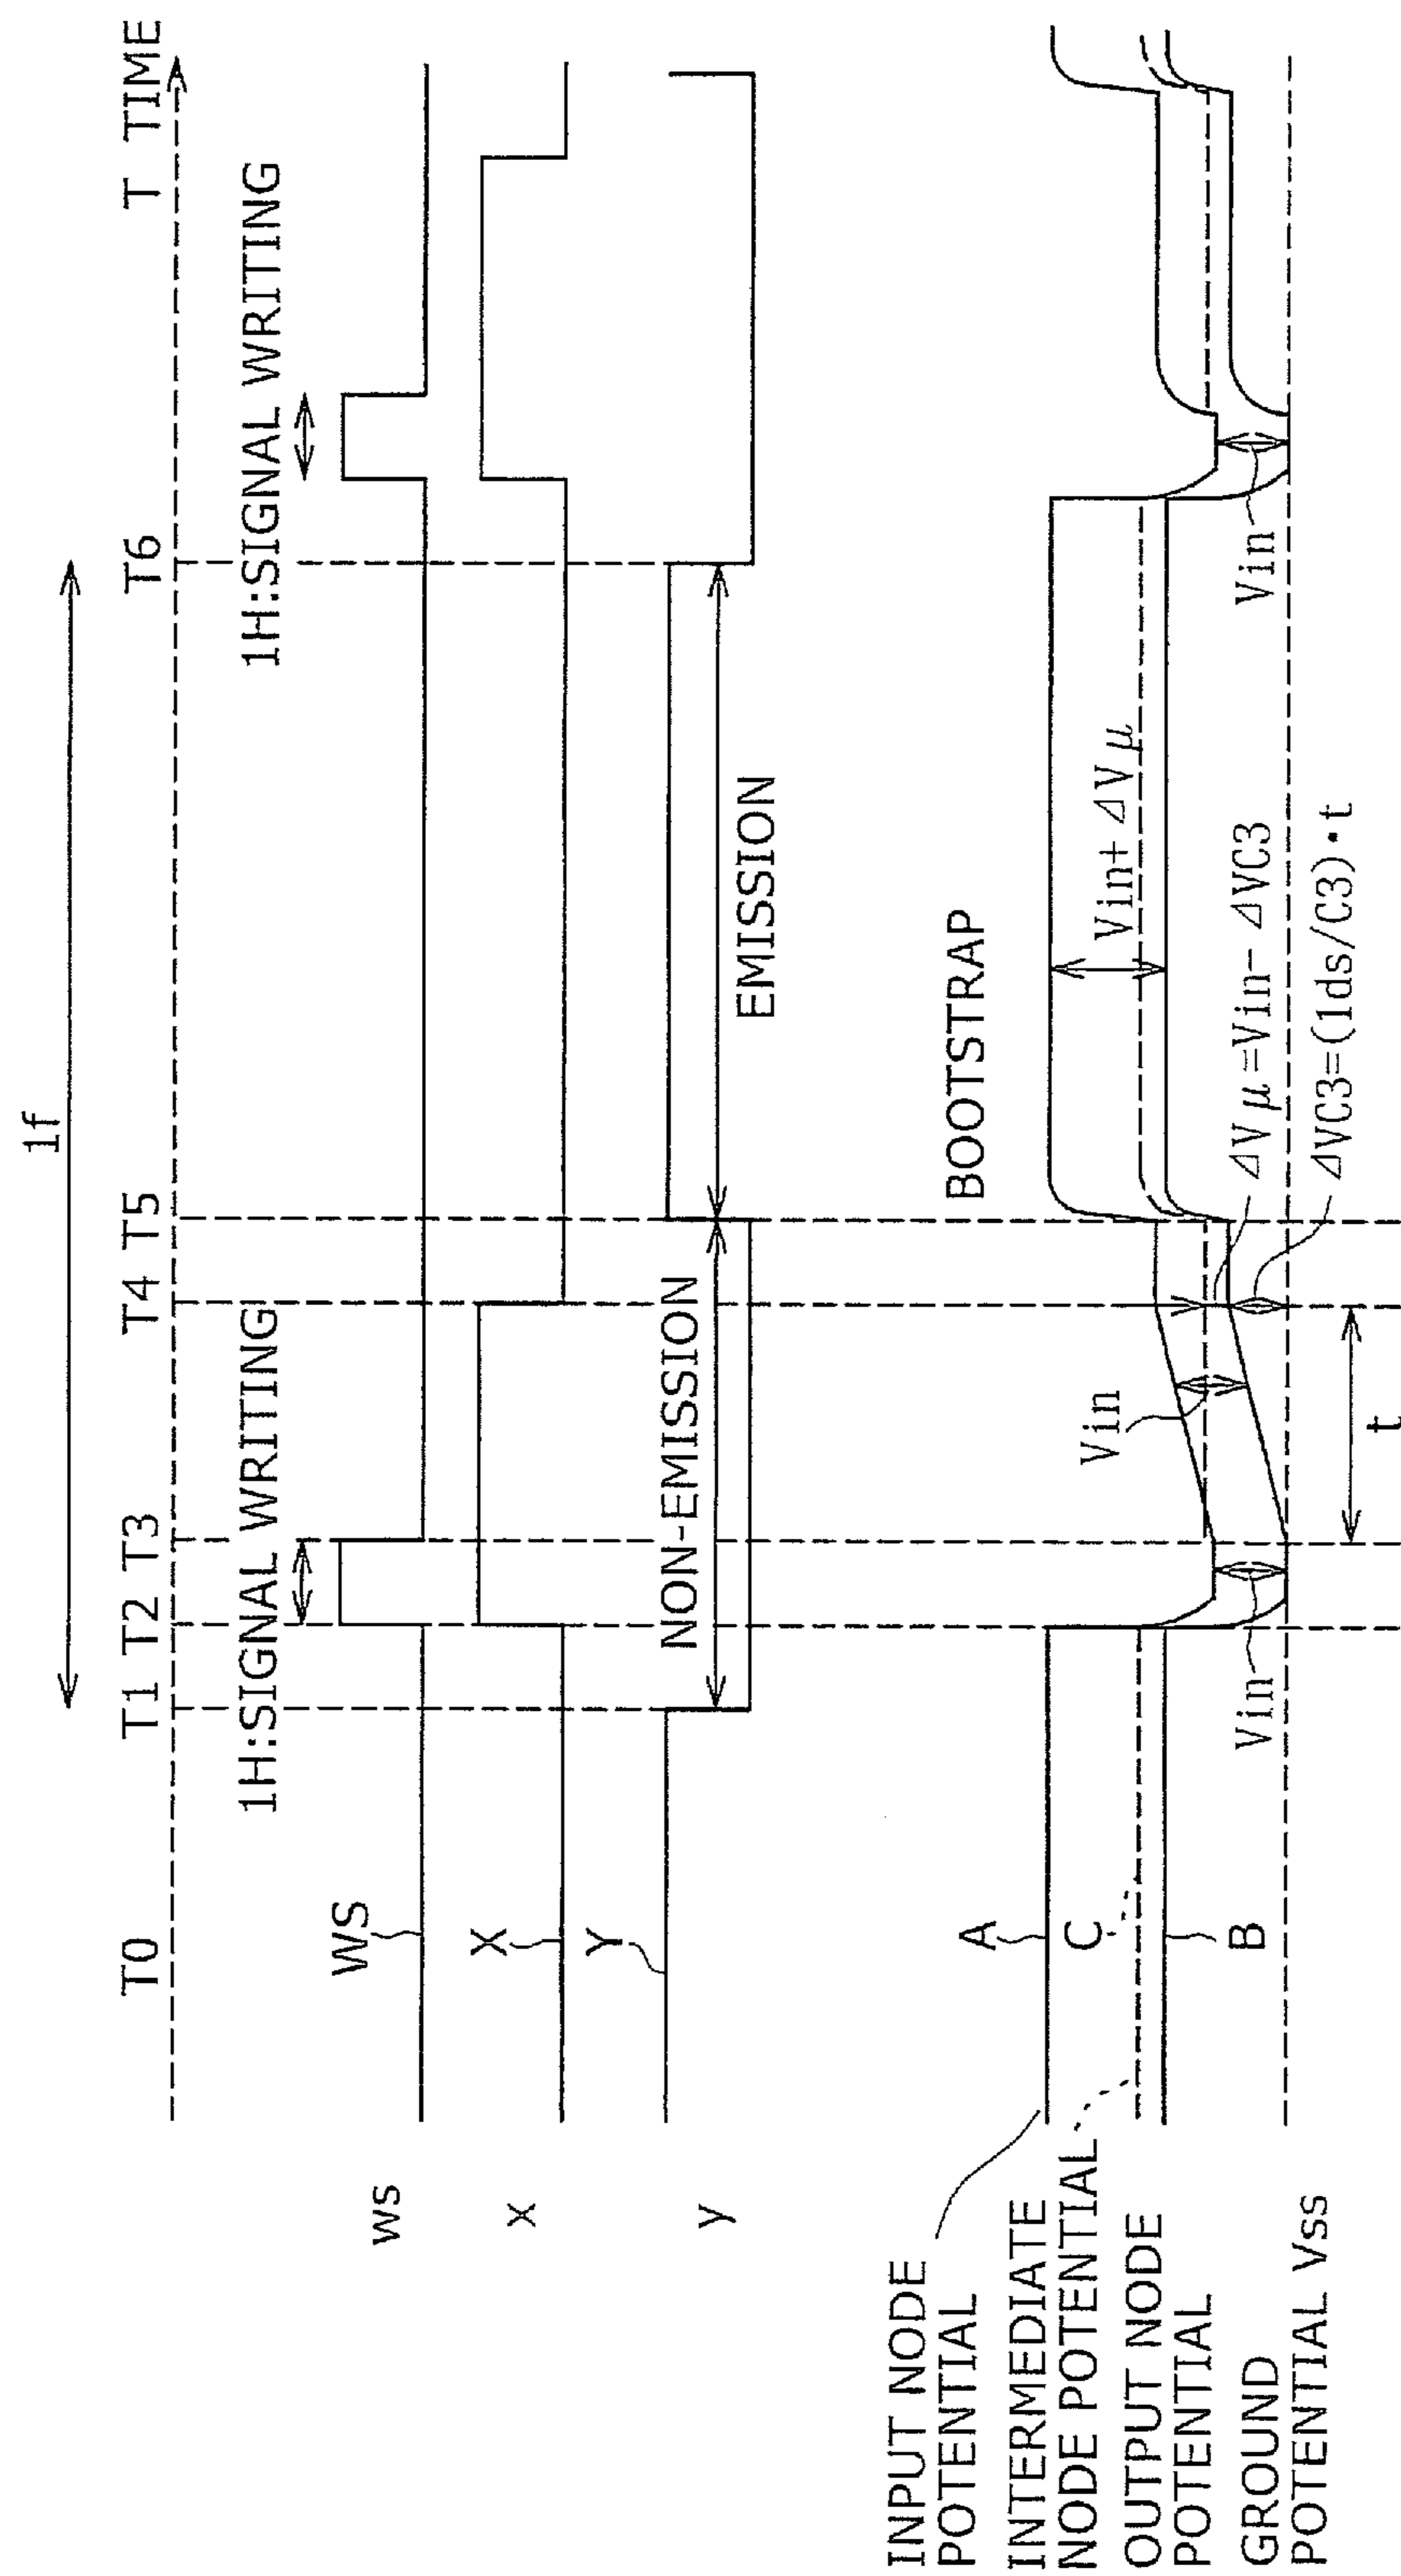 1f
T0 T1 T2 T3 T4 T5 T6 T TIME
1H:SIGNAL WRITING 1H:SIGNAL WRITING
ws WS
x X
y Y
NON-EMISSION EMISSION
BOOTSTRAP
INPUT NODE
POTENTIAL
A
INTERMEDIATE
NODE POTENTIAL
C
OUTPUT NODE
POTENTIAL
B
GROUND
POTENTIAL Vss
Vin Vin Vin+ΔVμ Vin
ΔVμ=Vin-ΔVC3
ΔVC3=(1ds/C3)·t
t